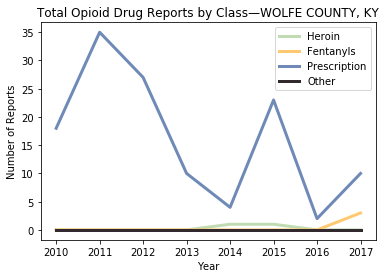 Total Opioid Drug Reports by Class—WOLFE COUNTY, KY
Heroin
Fentanyls
Prescription
Other
Number of Reports
35
30
25
20
15
10
5
0
2010 2011 2012 2013 2014 2015 2016 2017
Year